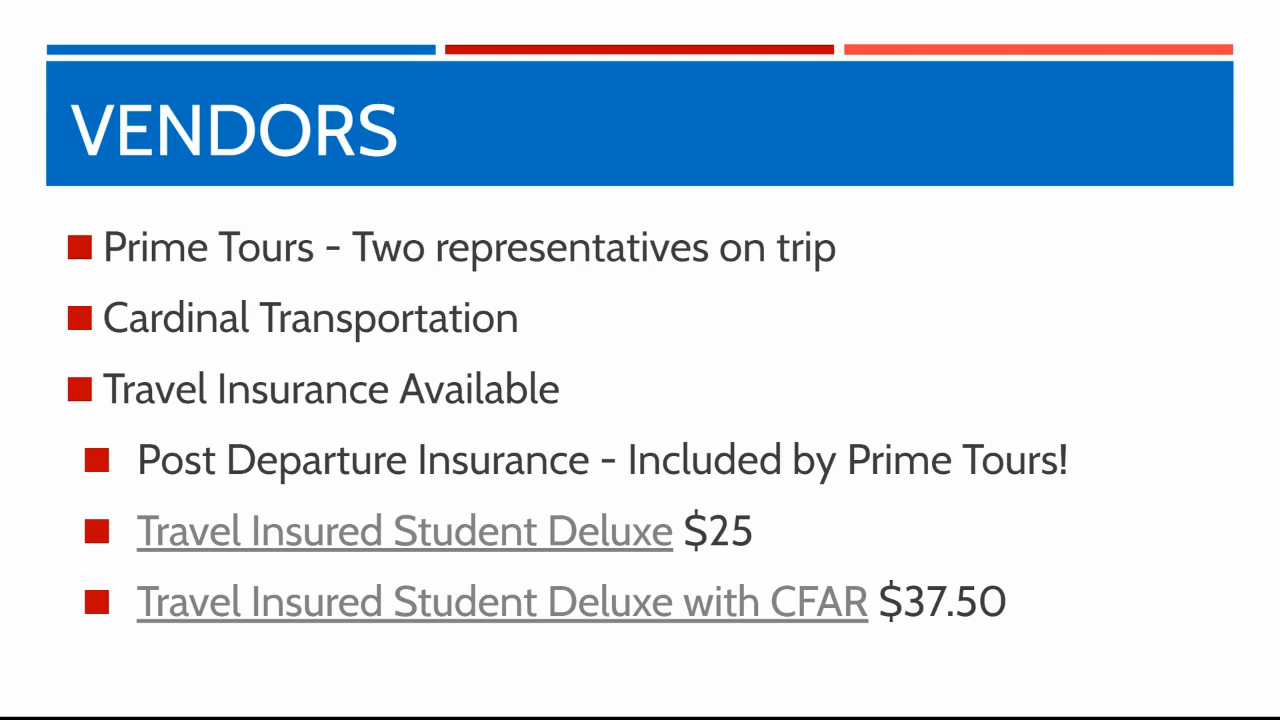 VENDORS
Prime Tours - Two representatives on trip
Cardinal Transportation
Travel Insurance Available
Post Departure Insurance - Included by Prime Tours!
Travel Insured Student Deluxe $25
Travel Insured Student Deluxe with CFAR $37.50